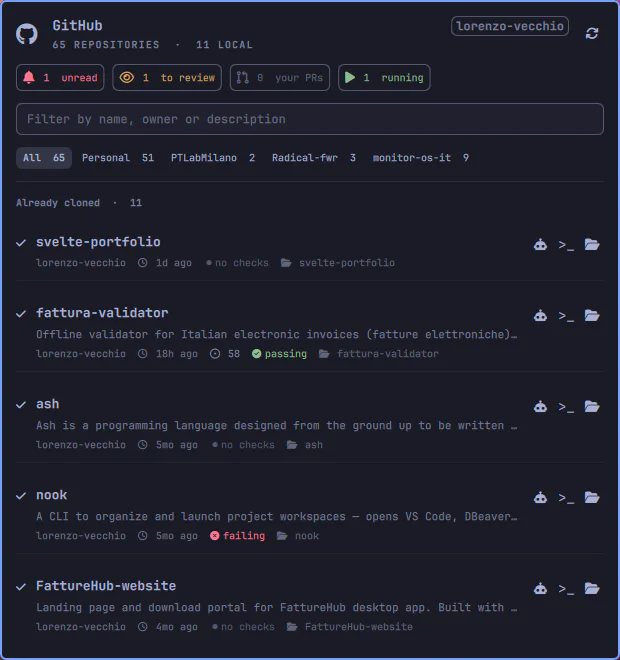 GitHub
lorenzo-vecchio
65 REPOSITORIES · 11 LOCAL
1 unread
1 to review
0 your PRs
1 running
Filter by name, owner or description
All 65 Personal 51 PTLabMilano 2 Radical-fwr 3 monitor-os-it 9
Already cloned · 11
svelte-portfolio >_
lorenzo-vecchio 1d ago no checks svelte-portfolio
fattura-validator >_
Offline validator for Italian electronic invoices (fatture elettroniche)…
lorenzo-vecchio 18h ago 58 passing fattura-validator
ash >_
Ash is a programming language designed from the ground up to be written …
lorenzo-vecchio 5mo ago no checks ash
nook >_
A CLI to organize and launch project workspaces — opens VS Code, DBeaver…
lorenzo-vecchio 5mo ago failing nook
FattureHub-website >_
Landing page and download portal for FattureHub desktop app. Built with …
lorenzo-vecchio 4mo ago no checks FattureHub-website